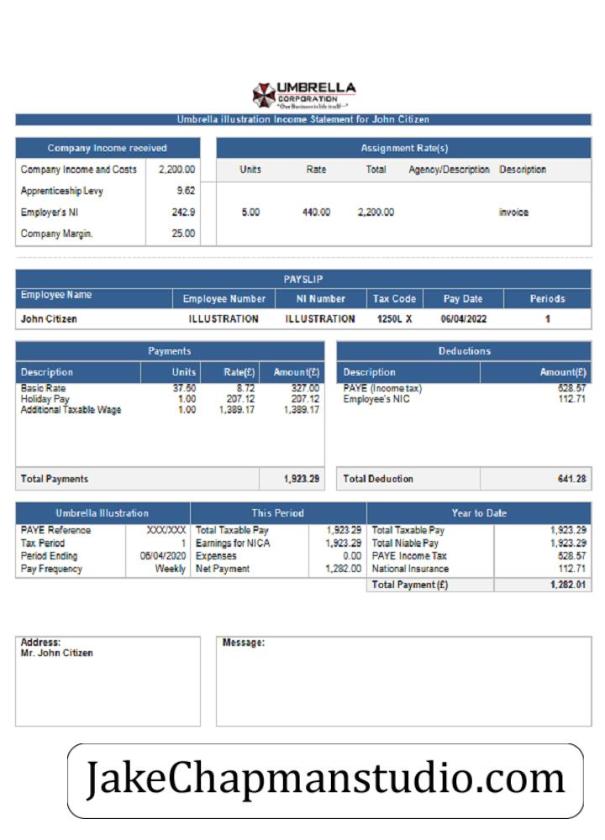 UMBRELLA
CORPORATION
"Our Business is life itself..."
Umbrella illustration Income Statement for John Citizen
Company Income received
Assignment Rate(s)
Company Income and Costs 2,200.00
Units Rate Total Agency/Description Description
Apprenticeship Levy 9.62
Employer's NI 242.9 5.00 440.00 2,200.00 invoice
Company Margin. 25.00
PAYSLIP
Employee Name Employee Number NI Number Tax Code Pay Date Periods
John Citizen ILLUSTRATION ILLUSTRATION 1250L X 06/04/2022 1
Payments
Deductions
Description Units Rate(£) Amount(£) Description Amount(£)
Basic Rate 37.50 8.72 327.00 PAYE (Income tax) 528.57
Holiday Pay 1.00 207.12 207.12 Employee's NIC 112.71
Additional Taxable Wage 1.00 1,389.17 1,389.17
Total Payments 1,923.29 Total Deduction 641.28
Umbrella Illustration This Period Year to Date
PAYE Reference XXX/XXX Total Taxable Pay 1,923.29 Total Taxable Pay 1,923.29
Tax Period 1 Earnings for NICA 1,923.29 Total Niable Pay 1,923.29
Period Ending 06/04/2020 Expenses 0.00 PAYE Income Tax 528.57
Pay Frequency Weekly Net Payment 1,282.00 National Insurance 112.71
Total Payment (£) 1,282.01
Address:
Mr. John Citizen
Message:
JakeChapmanstudio.com